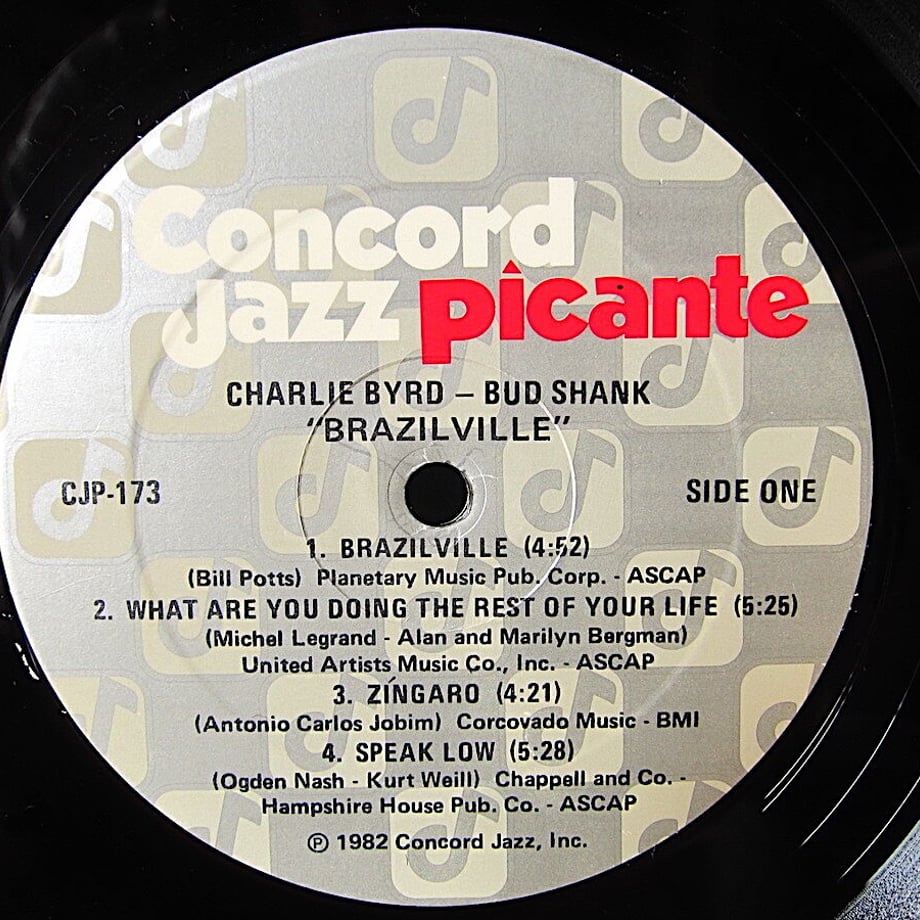 Concord
Jazz picante
CHARLIE BYRD – BUD SHANK
"BRAZILVILLE"
CJP-173
SIDE ONE
1. BRAZILVILLE (4:52)
(Bill Potts) Planetary Music Pub. Corp. - ASCAP
2. WHAT ARE YOU DOING THE REST OF YOUR LIFE (5:25)
(Michel Legrand - Alan and Marilyn Bergman)
United Artists Music Co., Inc. - ASCAP
3. ZÍNGARO (4:21)
(Antonio Carlos Jobim) Corcovado Music - BMI
4. SPEAK LOW (5:28)
(Ogden Nash - Kurt Weill) Chappell and Co. -
Hampshire House Pub. Co. - ASCAP
℗ 1982 Concord Jazz, Inc.